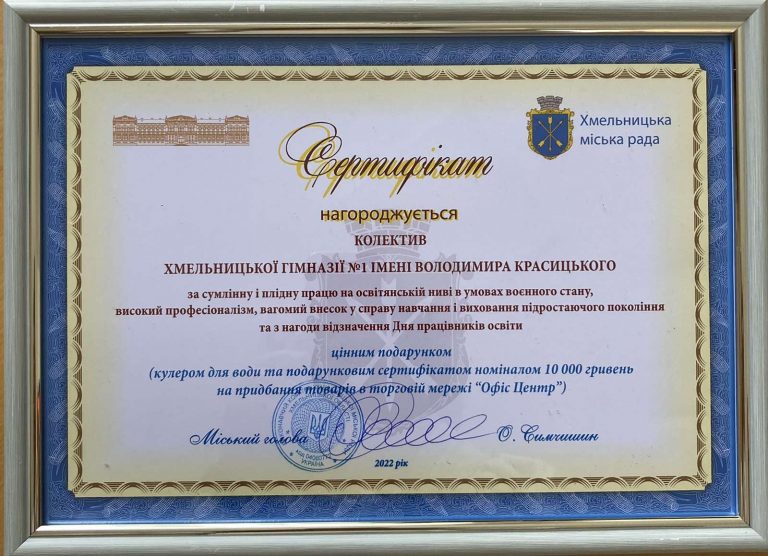 Хмельницька
міська рада
Сертифікат
нагороджується
КОЛЕКТИВ
ХМЕЛЬНИЦЬКОЇ ГІМНАЗІЇ №1 ІМЕНІ ВОЛОДИМИРА КРАСИЦЬКОГО
за сумлінну і плідну працю на освітянській ниві в умовах воєнного стану,
високий професіоналізм, вагомий внесок у справу навчання і виховання підростаючого покоління
та з нагоди відзначення Дня працівників освіти
цінним подарунком
(кулером для води та подарунковим сертифікатом номіналом 10 000 гривень
на придбання товарів в торговій мережі “Офіс Центр”)
Міський голова О. Симчишин
УКРАЇНА
2022 рік